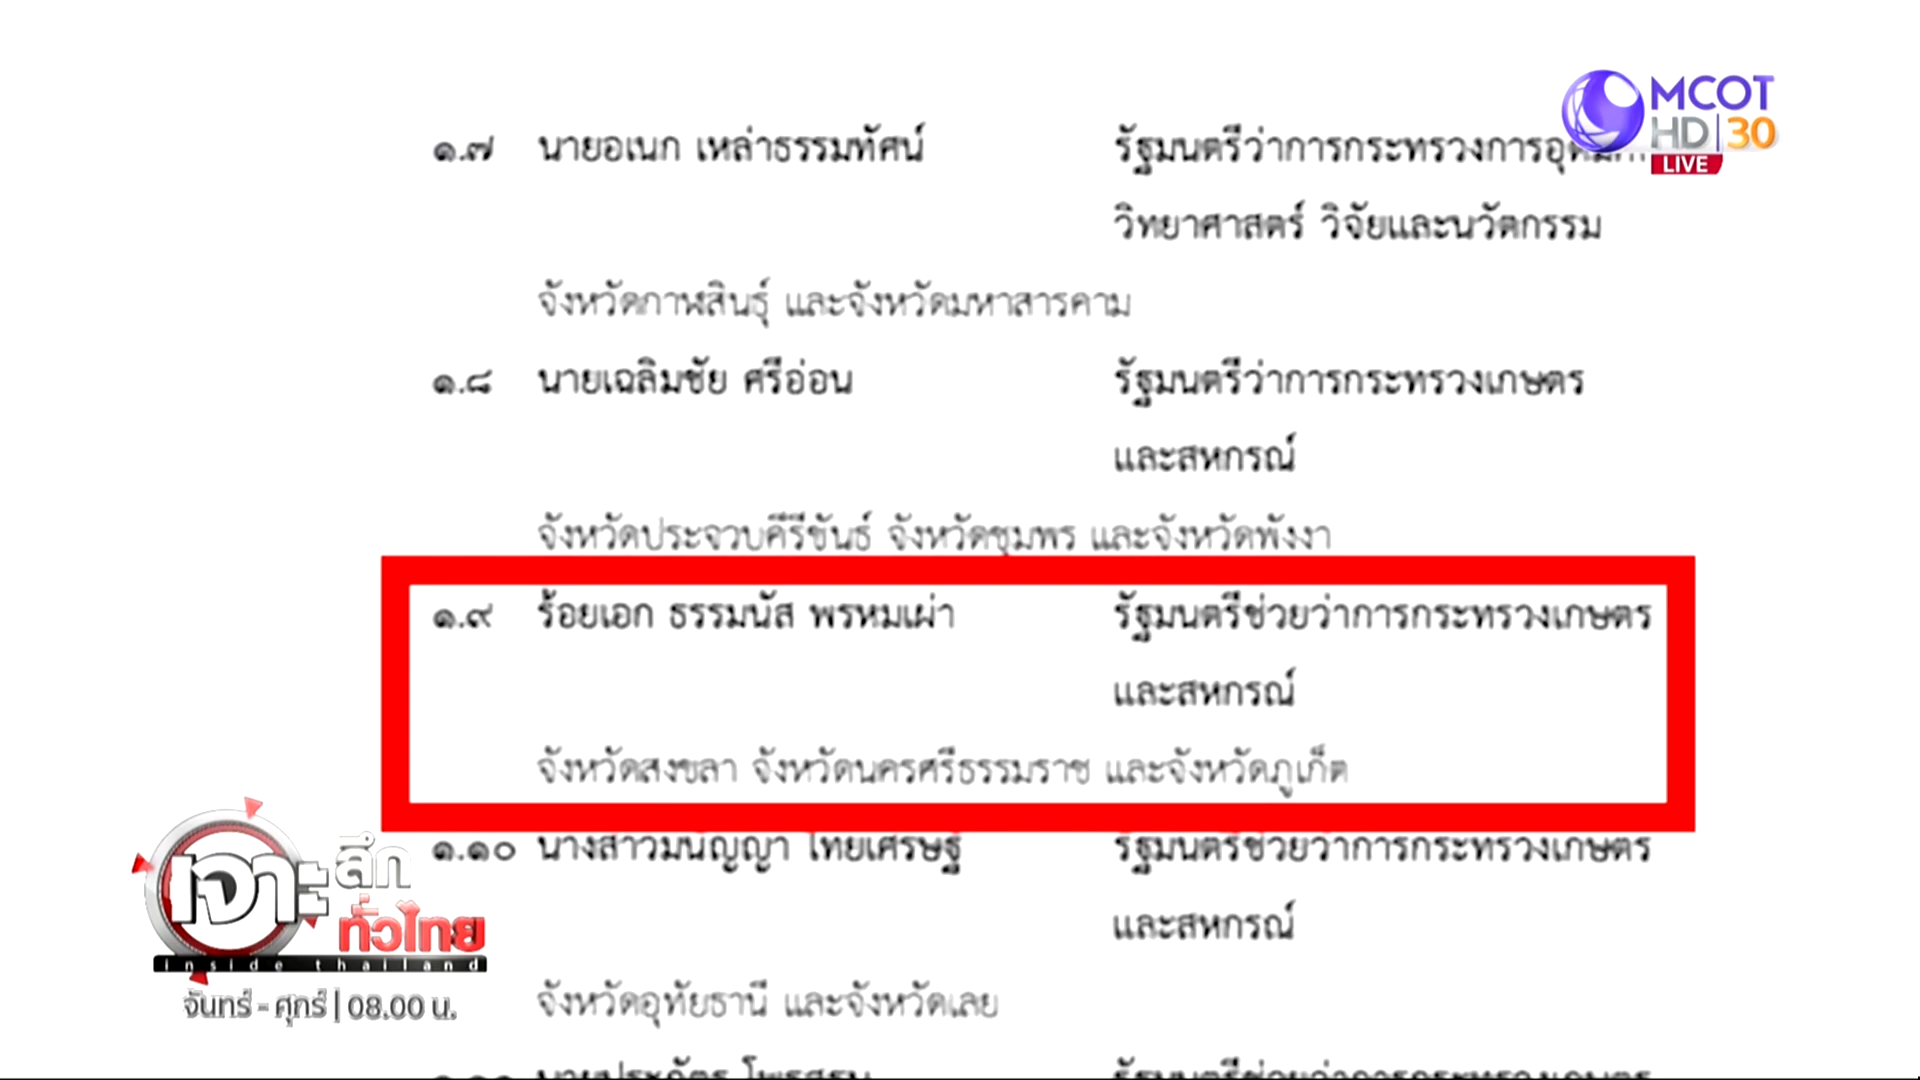 MCOT
HD 30
LIVE
๑.๗ นายอเนก เหล่าธรรมทัศน์ รัฐมนตรีว่าการกระทรวงการ
วิทยาศาสตร์ วิจัยและนวัตกรรม
จังหวัดกาฬสินธุ์ และจังหวัดมหาสารคาม
๑.๘ นายเฉลิมชัย ศรีอ่อน รัฐมนตรีว่าการกระทรวงเกษตร
และสหกรณ์
จังหวัดประจวบคีรีขันธ์ จังหวัดชุมพร และจังหวัดพังงา
๑.๙ ร้อยเอก ธรรมนัส พรหมเผ่า รัฐมนตรีช่วยว่าการกระทรวงเกษตร
และสหกรณ์
จังหวัดสงขลา จังหวัดนครศรีธรรมราช และจังหวัดภูเก็ต
๑.๑๐ นางสาวมนัญญา ไทยเศรษฐ์ รัฐมนตรีช่วยว่าการกระทรวงเกษตร
และสหกรณ์
จังหวัดอุทัยธานี และจังหวัดเลย
เจาะลึก
ทั่วไทย
inside thailand
จันทร์ - ศุกร์ | 08.00 น.